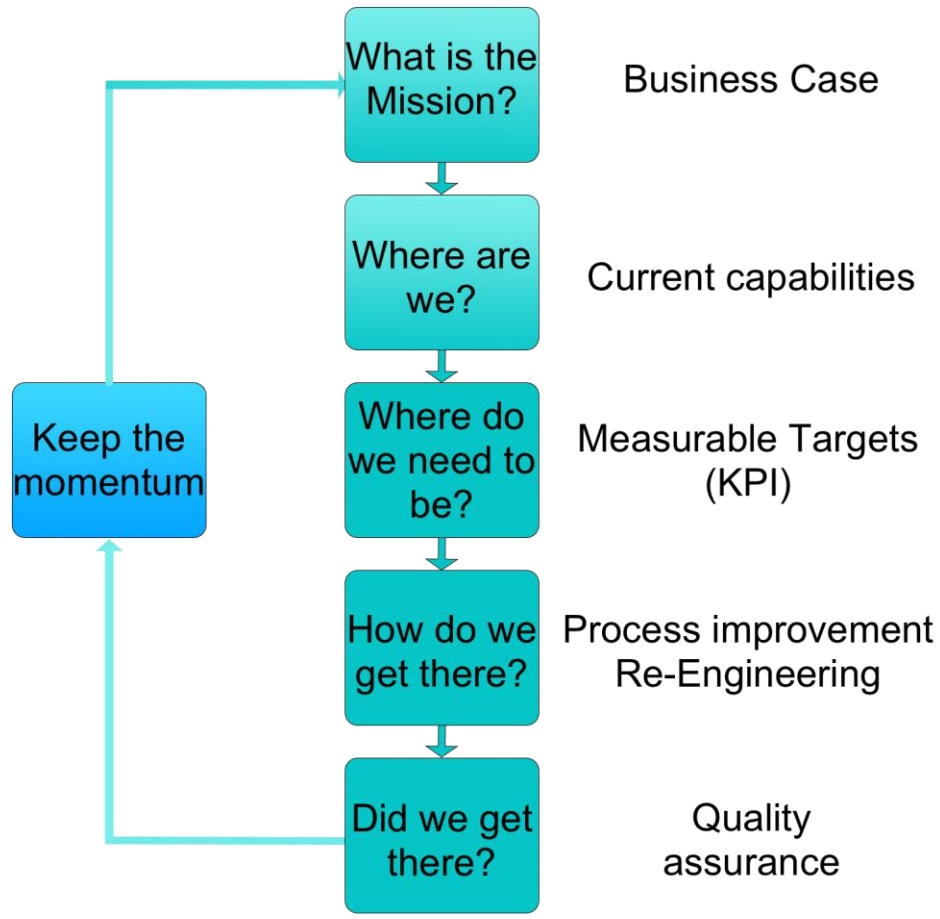 What is the
Mission?
Business Case
Where are
we?
Current capabilities
Where do
we need to
be?
Measurable Targets
(KPI)
Keep the
momentum
How do we
get there?
Process improvement
Re-Engineering
Did we get
there?
Quality
assurance